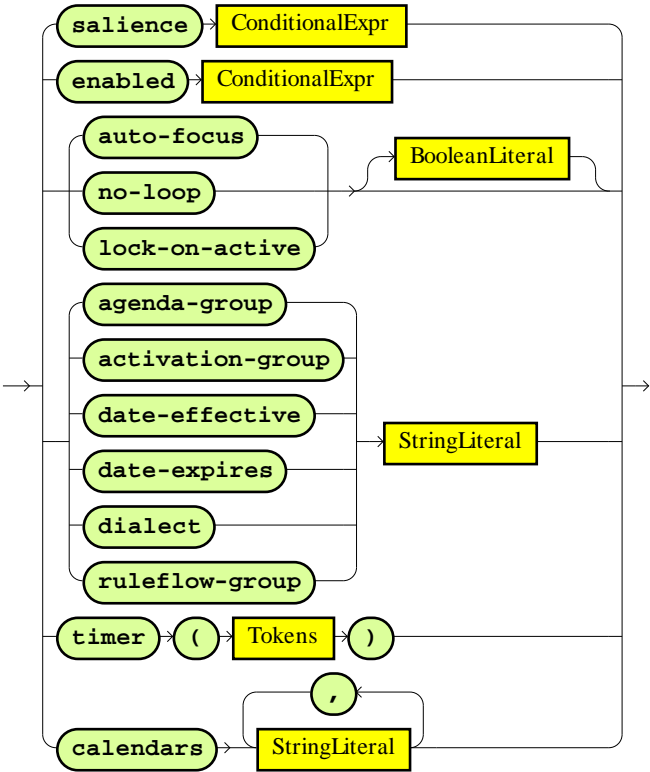 salience ConditionalExpr
enabled ConditionalExpr
auto-focus
BooleanLiteral
no-loop
lock-on-active
agenda-group
activation-group
date-effective
StringLiteral
date-expires
dialect
ruleflow-group
timer ( Tokens )
,
calendars StringLiteral